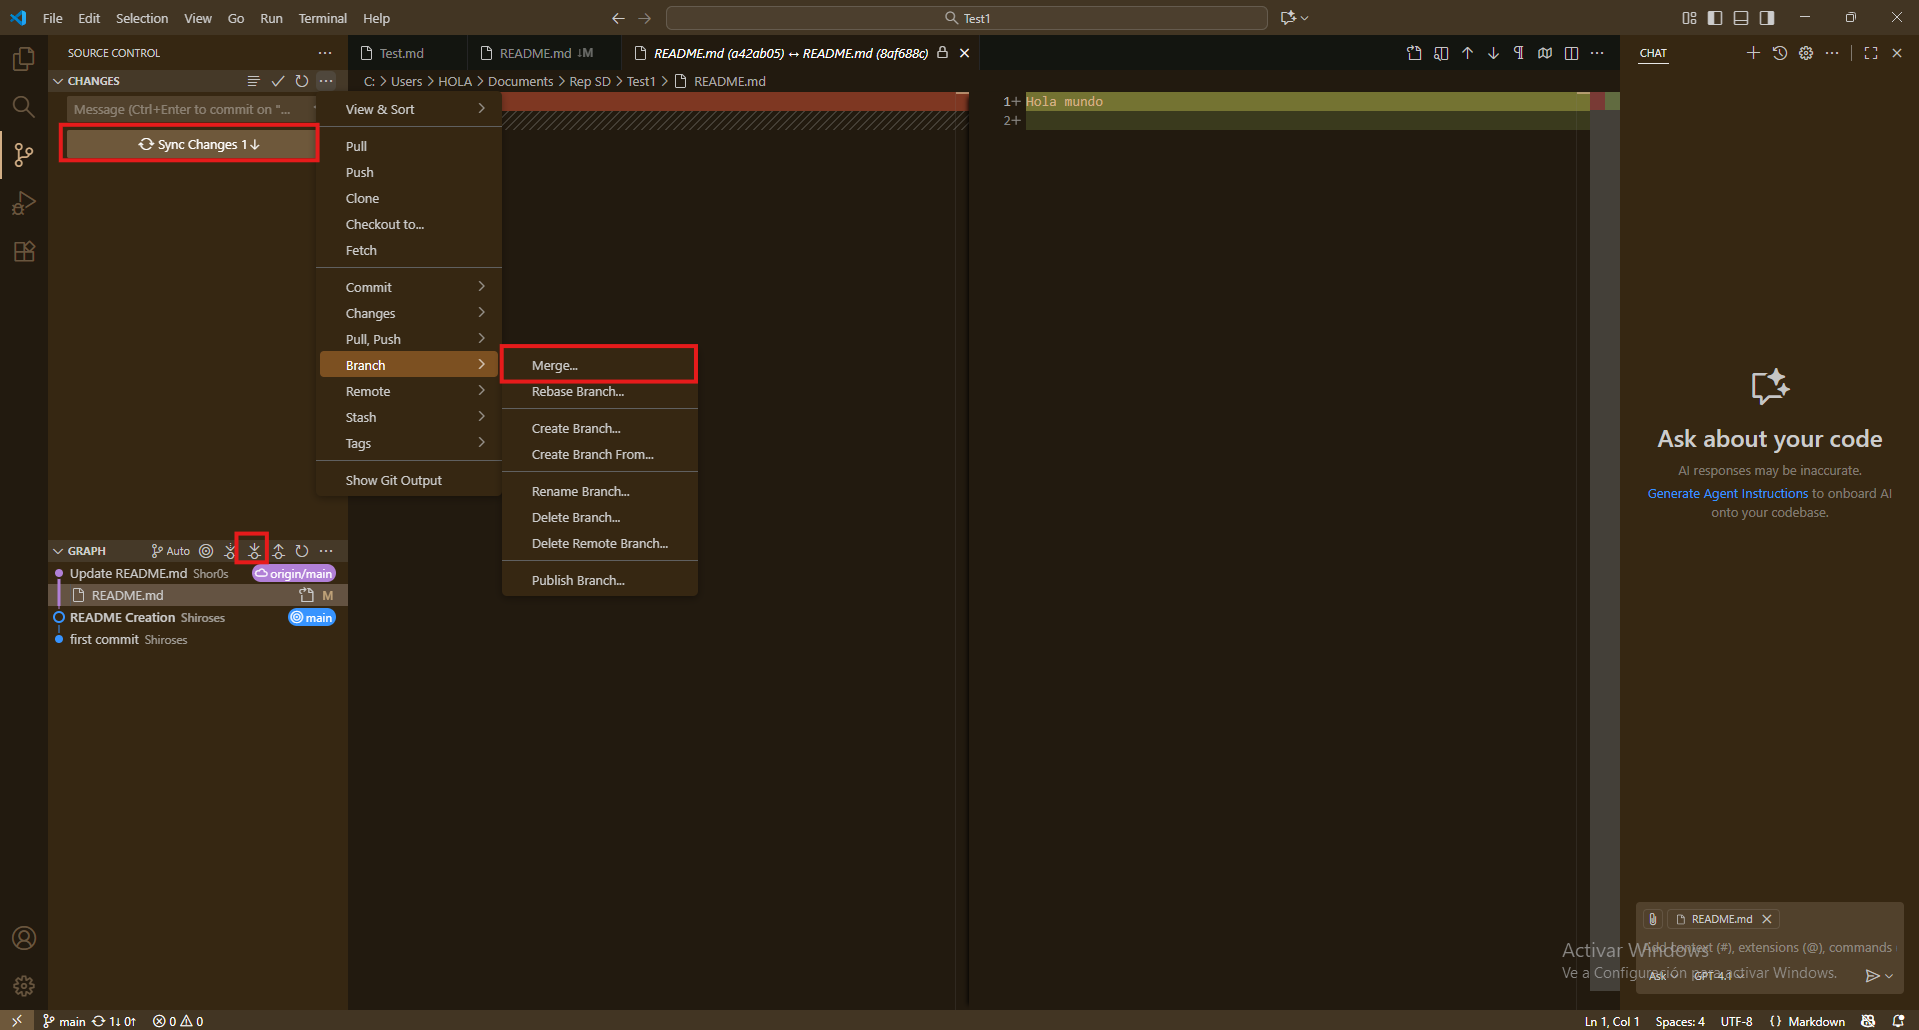 File Edit Selection View Go Run Terminal Help
Test1
SOURCE CONTROL
CHANGES
Message (Ctrl+Enter to commit on "...
Sync Changes 1↓
View & Sort
Pull
Push
Clone
Checkout to...
Fetch
Commit
Changes
Pull, Push
Branch
Remote
Stash
Tags
Show Git Output
Merge...
Rebase Branch...
Create Branch...
Create Branch From...
Rename Branch...
Delete Branch...
Delete Remote Branch...
Publish Branch...
GRAPH Auto
Update README.md Shor0s origin/main
README.md M
README Creation Shiroses main
first commit Shiroses
Test.md README.md ↓M README.md (a42ab05) ↔ README.md (8af688c)
C: > Users > HOLA > Documents > Rep SD > Test1 > README.md
1+ Hola mundo
2+
CHAT
Ask about your code
AI responses may be inaccurate.
Generate Agent Instructions to onboard AI
onto your codebase.
README.md
Add context (#), extensions (@), commands
Ask GPT-4.1
Activar Windows
Ve a Configuración para activar Windows.
main 1↓ 0↑ 0 0
Ln 1, Col 1 Spaces: 4 UTF-8 {} Markdown